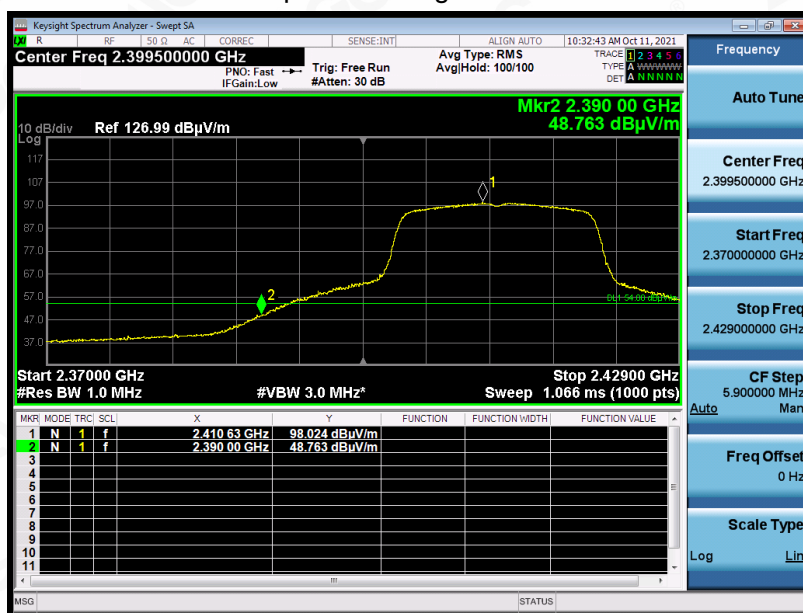 Keysight Spectrum Analyzer - Swept SA
LXI R RF 50 Ω AC CORREC SENSE:INT ALIGN AUTO 10:32:43 AM Oct 11, 2021
Center Freq 2.399500000 GHz
PNO: Fast
IFGain:Low
Trig: Free Run
#Atten: 30 dB
Avg Type: RMS
Avg|Hold: 100/100
TRACE 1 2 3 4 5 6
TYPE A WWWWW
DET A N N N N N
Mkr2 2.390 00 GHz
48.763 dBµV/m
10 dB/div Ref 126.99 dBµV/m
Log
117
107
97.0
87.0
77.0
67.0
57.0
47.0
37.0
1
2
DL1 54.00 dBµV/m
Start 2.37000 GHz Stop 2.42900 GHz
#Res BW 1.0 MHz #VBW 3.0 MHz* Sweep 1.066 ms (1000 pts)
MKR MODE TRC SCL X Y FUNCTION FUNCTION WIDTH FUNCTION VALUE
1 N 1 f 2.410 63 GHz 98.024 dBµV/m
2 N 1 f 2.390 00 GHz 48.763 dBµV/m
3
4
5
6
7
8
9
10
11
MSG STATUS
Frequency
Auto Tune
Center Freq
2.399500000 GHz
Start Freq
2.370000000 GHz
Stop Freq
2.429000000 GHz
CF Step
5.900000 MHz
Auto Man
Freq Offset
0 Hz
Scale Type
Log Lin